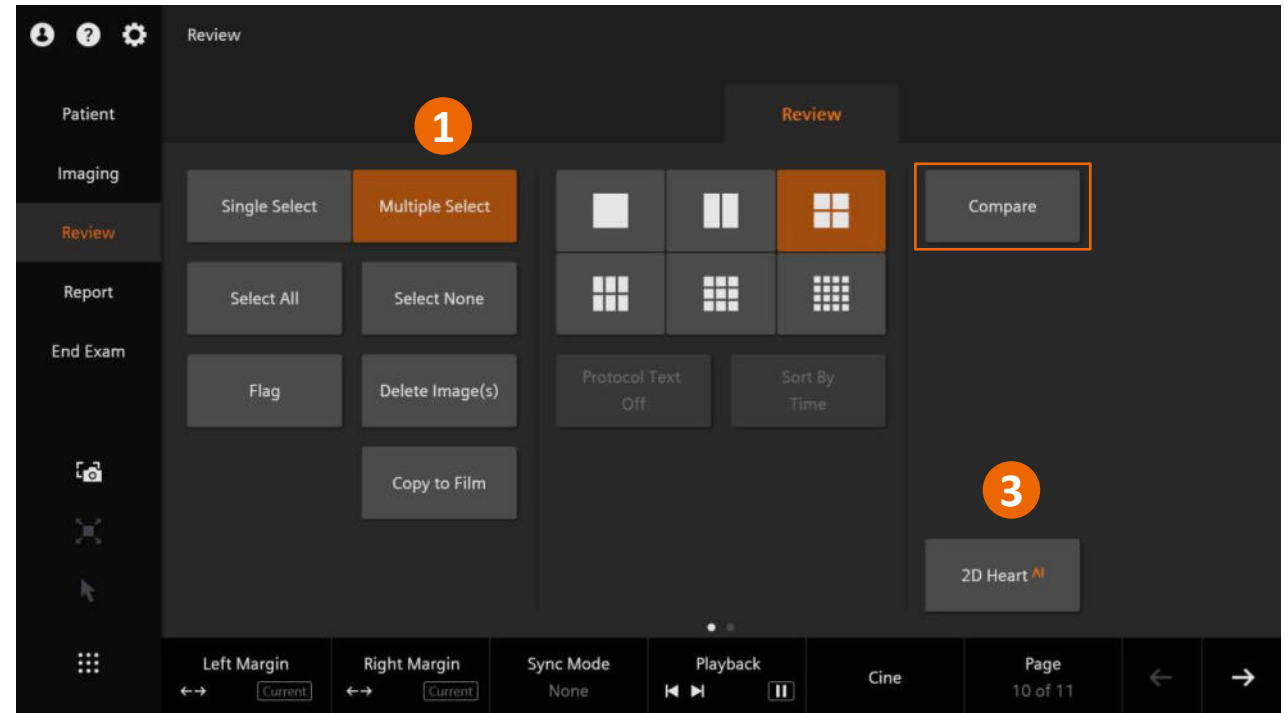 Review
Patient
Imaging
Review
Report
End Exam
1
Review
Single Select
Multiple Select
Select All
Select None
Flag
Delete Image(s)
Copy to Film
Protocol Text
Off
Sort By
Time
Compare
3
2D Heart AI
Left Margin
Current
Right Margin
Current
Sync Mode
None
Playback
Cine
Page
10 of 11